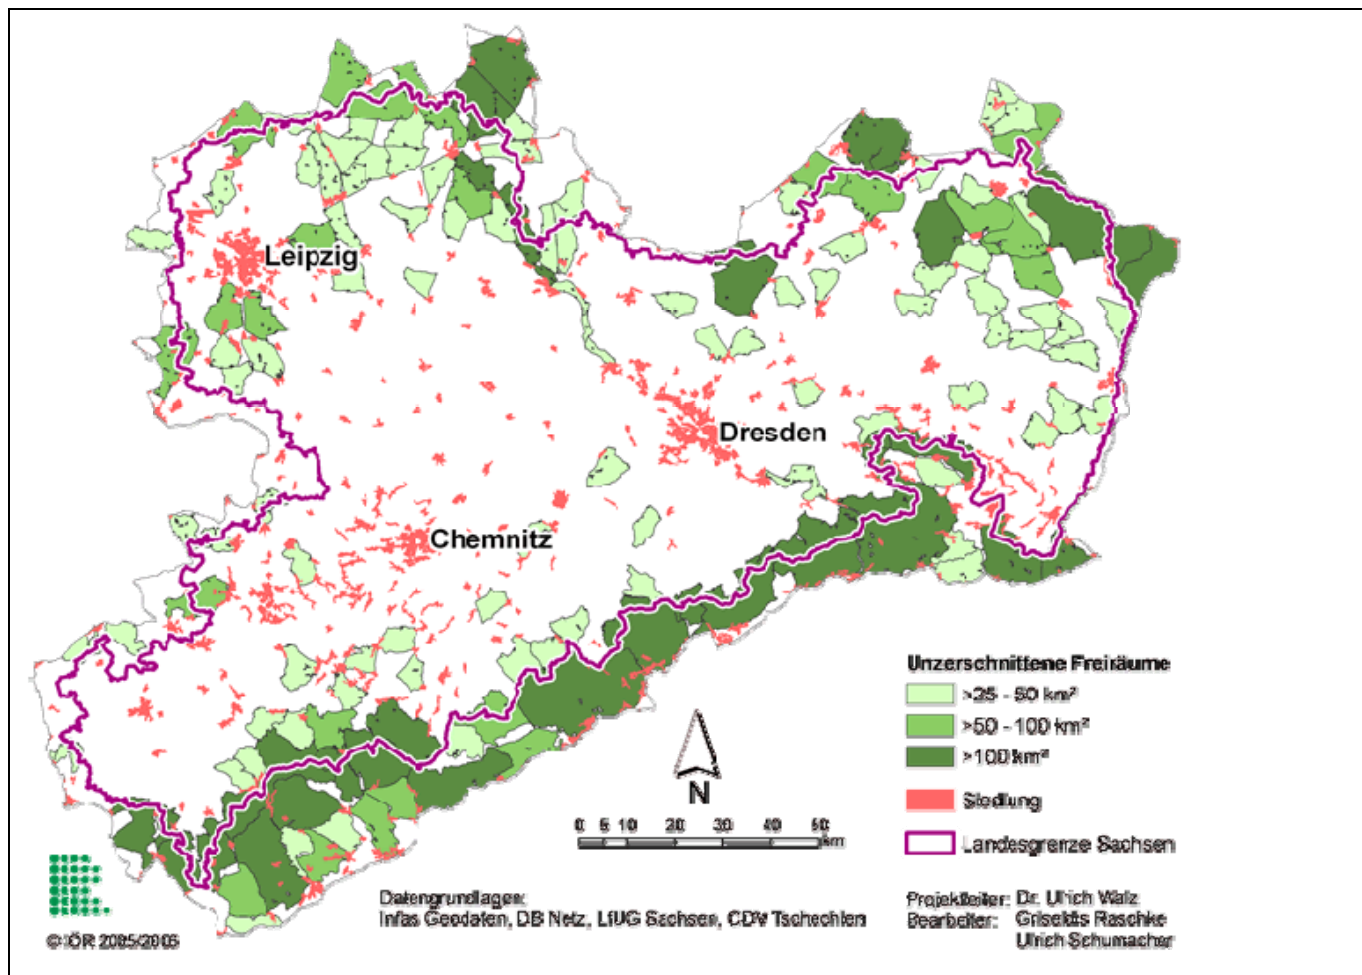 Leipzig
Dresden
Chemnitz
Unzerschnittene Freiräume
>25 - 50 km²
>50 - 100 km²
>100 km²
Siedlung
Landesgrenze Sachsen
N
0 5 10 20 30 40 50
km
Datengrundlagen:
Infas Geodaten, DB Netz, LfUG Sachsen, CDV Tschechien
Projektleiter: Dr. Ulrich Walz
Bearbeiter: Raschke
Ulrich Schumacher
© IÖR 2005/2006